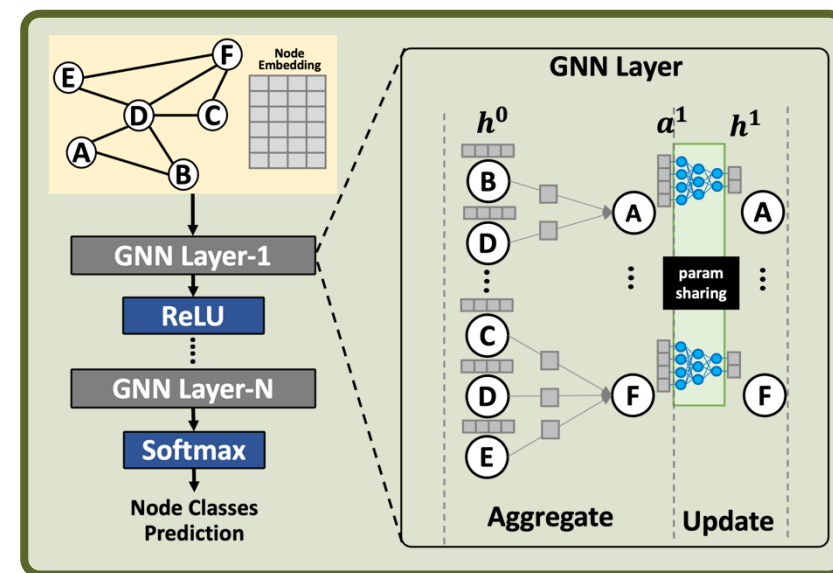 F
E
D
C
A
B
Node
Embedding
GNN Layer-1
ReLU
GNN Layer-N
Softmax
Node Classes
Prediction
GNN Layer
h⁰
a¹
h¹
B
D
A
A
param
sharing
C
D
E
F
F
Aggregate
Update